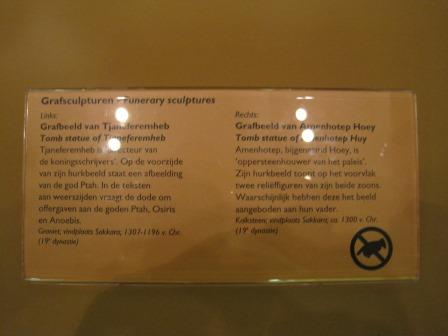 Grafsculpturen - Funerary sculptures
Links:
Grafbeeld van Tjaneferemheb
Tomb statue of Tjaneferemheb
Tjaneferemheb is 'directeur van
de koningsschrijvers'. Op de voorzijde
van zijn hurkbeeld staat een afbeelding
van de god Ptah. In de teksten
aan weerszijden vraagt de dode om
offergaven aan de goden Ptah, Osiris
en Anoebis.
Graniet; vindplaats Sakkara; 1307-1196 v. Chr.
(19e dynastie)
Rechts:
Grafbeeld van Amenhotep Hoey
Tomb statue of Amenhotep Huy
Amenhotep, bijgenaamd Hoey, is
'oppersteenhouwer van het paleis'.
Zijn hurkbeeld toont op het voorvlak
twee reliëffiguren van zijn beide zoons.
Waarschijnlijk hebben deze het beeld
aangeboden aan hun vader.
Kalksteen; vindplaats Sakkara; ca. 1300 v. Chr.
(19e dynastie)